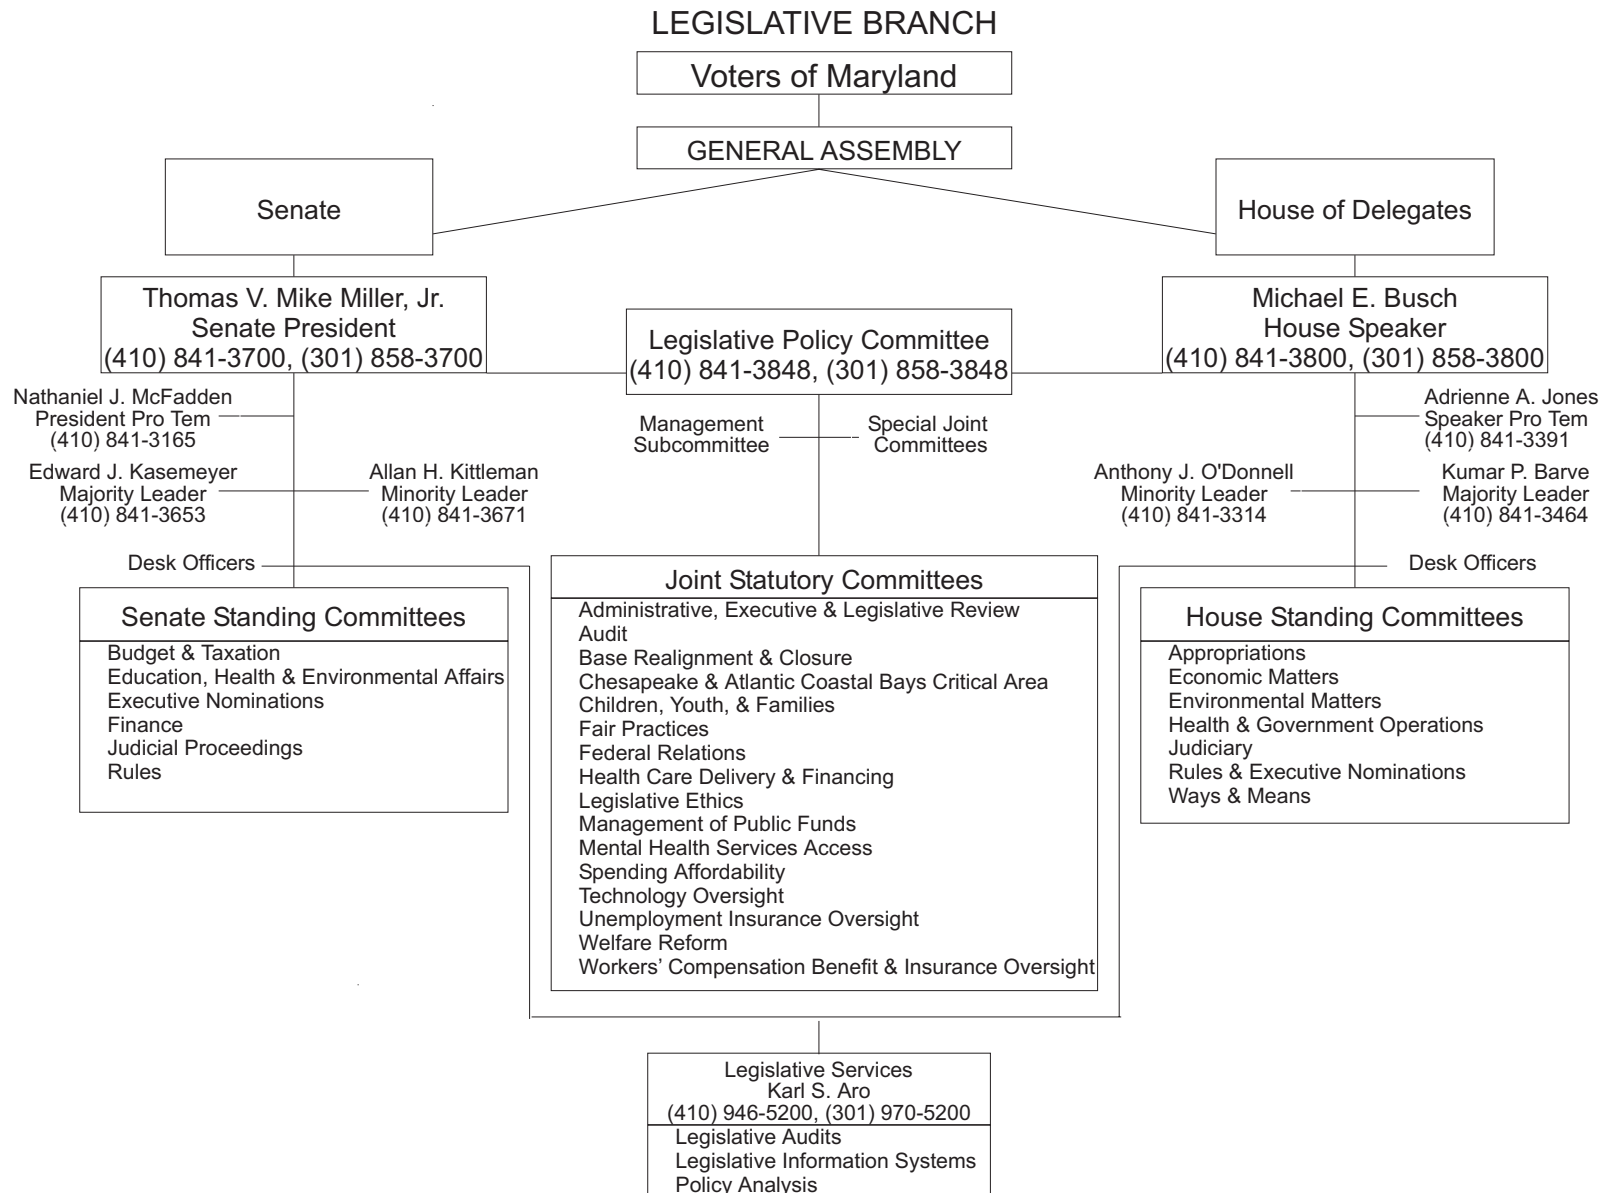 LEGISLATIVE BRANCH
Voters of Maryland
GENERAL ASSEMBLY
Senate
House of Delegates
Thomas V. Mike Miller, Jr.
Senate President
(410) 841-3700, (301) 858-3700
Legislative Policy Committee
(410) 841-3848, (301) 858-3848
Michael E. Busch
House Speaker
(410) 841-3800, (301) 858-3800
Nathaniel J. McFadden
President Pro Tem
(410) 841-3165
Edward J. Kasemeyer
Majority Leader
(410) 841-3653
Allan H. Kittleman
Minority Leader
(410) 841-3671
Management
Subcommittee
Special Joint
Committees
Adrienne A. Jones
Speaker Pro Tem
(410) 841-3391
Anthony J. O'Donnell
Minority Leader
(410) 841-3314
Kumar P. Barve
Majority Leader
(410) 841-3464
Desk Officers
Desk Officers
Senate Standing Committees
Budget & Taxation
Education, Health & Environmental Affairs
Executive Nominations
Finance
Judicial Proceedings
Rules
Joint Statutory Committees
Administrative, Executive & Legislative Review
Audit
Base Realignment & Closure
Chesapeake & Atlantic Coastal Bays Critical Area
Children, Youth, & Families
Fair Practices
Federal Relations
Health Care Delivery & Financing
Legislative Ethics
Management of Public Funds
Mental Health Services Access
Spending Affordability
Technology Oversight
Unemployment Insurance Oversight
Welfare Reform
Workers’ Compensation Benefit & Insurance Oversight
House Standing Committees
Appropriations
Economic Matters
Environmental Matters
Health & Government Operations
Judiciary
Rules & Executive Nominations
Ways & Means
Legislative Services
Karl S. Aro
(410) 946-5200, (301) 970-5200
Legislative Audits
Legislative Information Systems
Policy Analysis